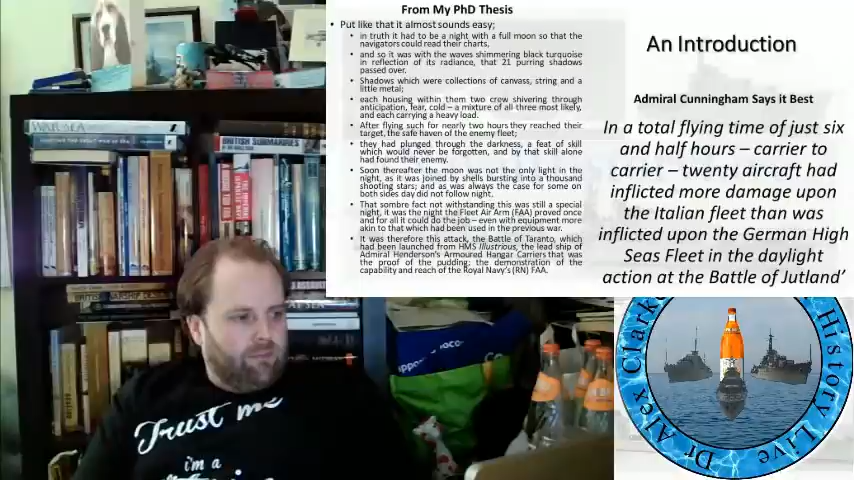 From My PhD Thesis
• Put like that it almost sounds easy;
• in truth it had to be a night with a full moon so that the
navigators could read their charts,
• and so it was with the waves shimmering black turquoise
in reflection of its radiance, that 21 purring shadows
passed over.
• Shadows which were collections of canvass, string and a
little metal;
• each housing within them two crew shivering through
anticipation, fear, cold – a mixture of all three most likely,
and each carrying a heavy load.
• After flying such for nearly two hours they reached their
target, the safe haven of the enemy fleet;
• they had plunged through the darkness, a feat of skill
which would never be forgotten, and by that skill alone
had found their enemy.
• Soon thereafter the moon was not the only light in the
night, as it was joined by shells bursting into a thousand
shooting stars; and as was always the case for some on
both sides day did not follow night.
• That sombre fact not withstanding this was still a special
night, it was the night the Fleet Air Arm (FAA) proved once
and for all it could do the job – even with equipment more
akin to that which had been used in the previous war.
• It was therefore this attack, the Battle of Taranto, which
had been launched from HMS Illustrious, the lead ship of
Admiral Henderson's Armoured Hangar Carriers that was
the proof of the pudding; the demonstration of the
capability and reach of the Royal Navy's (RN) FAA.
An Introduction
Admiral Cunningham Says it Best
In a total flying time of just six
and half hours – carrier to
carrier – twenty aircraft had
inflicted more damage upon
the Italian fleet than was
inflicted upon the German High
Seas Fleet in the daylight
action at the Battle of Jutland'
WAR AT SEA
BRITISH SUBMARINES
Trust me
i'm a
Dr Alex Clark
History Live